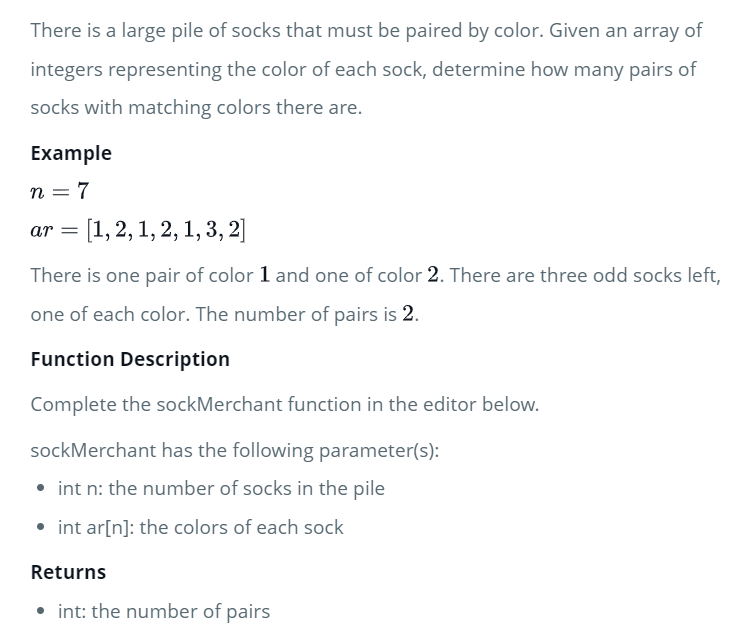 There is a large pile of socks that must be paired by color. Given an array of
integers representing the color of each sock, determine how many pairs of
socks with matching colors there are.
Example
n = 7
ar = [1, 2, 1, 2, 1, 3, 2]
There is one pair of color 1 and one of color 2. There are three odd socks left,
one of each color. The number of pairs is 2.
Function Description
Complete the sockMerchant function in the editor below.
sockMerchant has the following parameter(s):
• int n: the number of socks in the pile
• int ar[n]: the colors of each sock
Returns
• int: the number of pairs